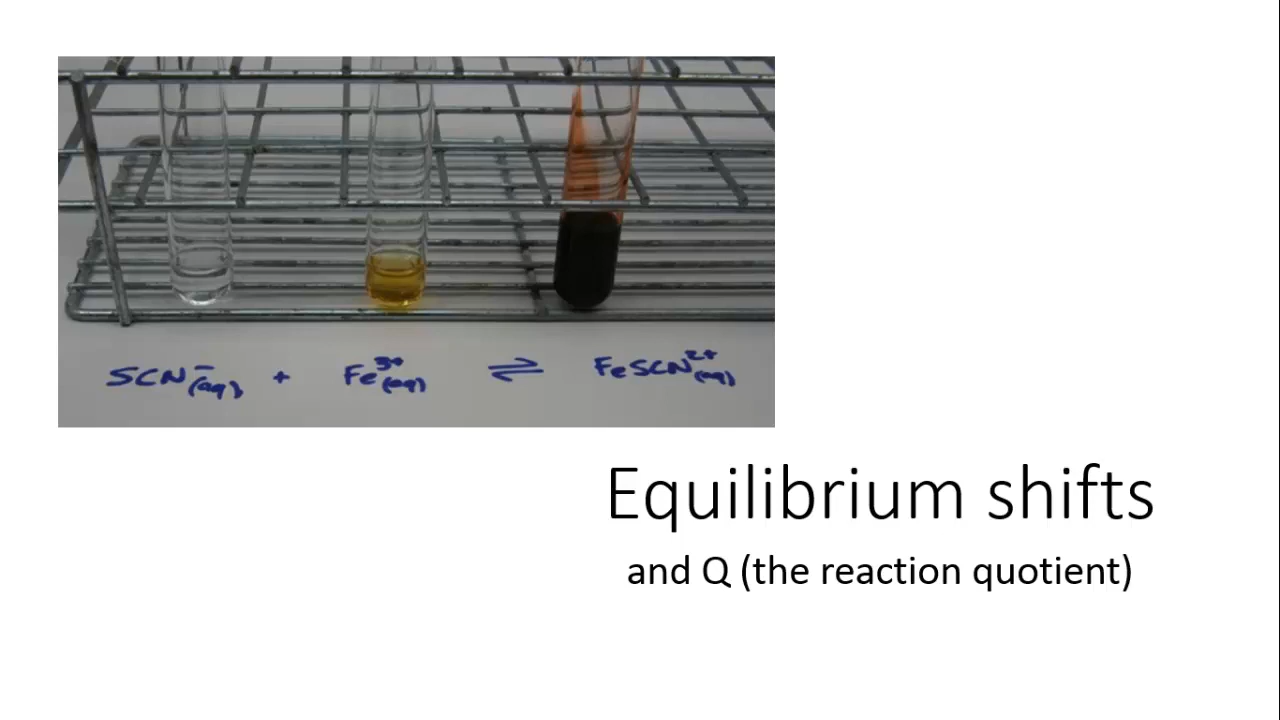 SCN⁻(aq) + Fe³⁺(aq) ⇌ FeSCN²⁺(aq)
Equilibrium shifts
and Q (the reaction quotient)